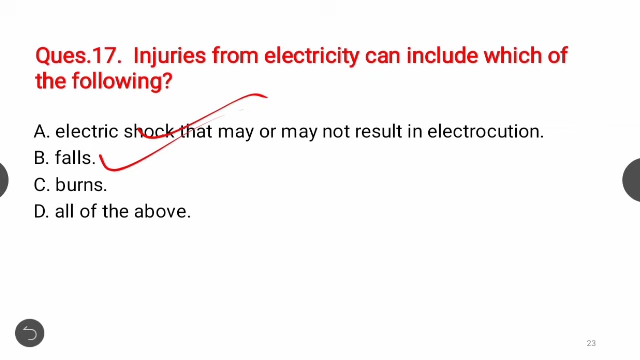 Ques.17. Injuries from electricity can include which of
the following?
A. electric shock that may or may not result in electrocution.
B. falls.
C. burns.
D. all of the above.
23